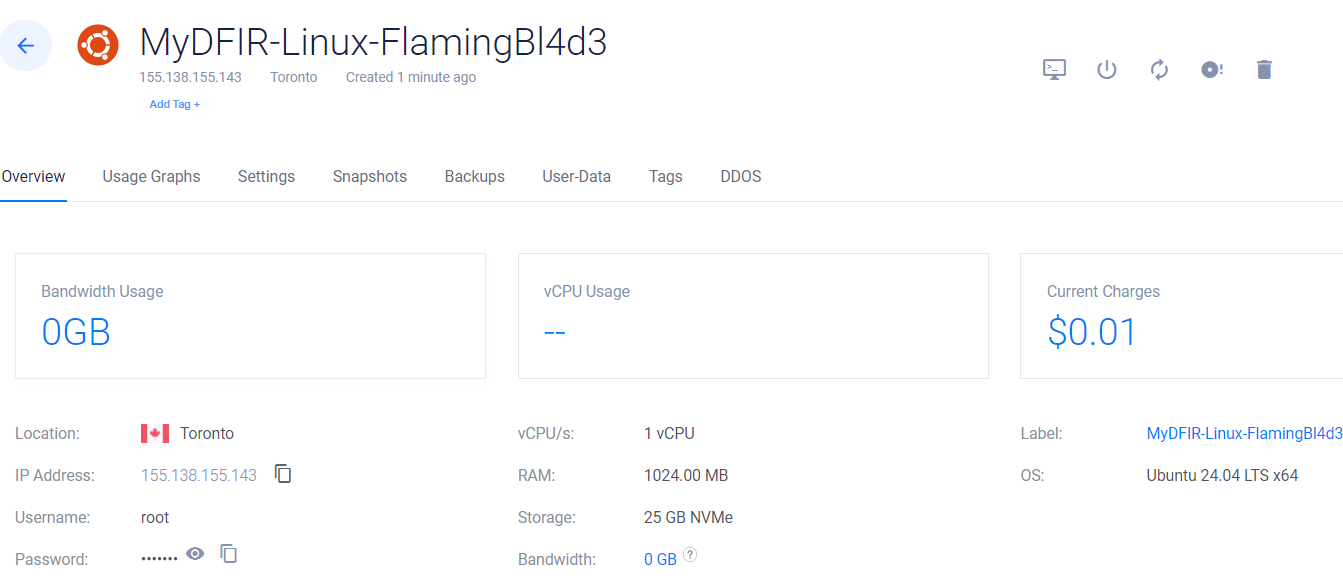 MyDFIR-Linux-FlamingBl4d3
155.138.155.143 Toronto Created 1 minute ago
Add Tag +
Overview Usage Graphs Settings Snapshots Backups User-Data Tags DDOS
Bandwidth Usage vCPU Usage Current Charges
0GB -- $0.01
Location: Toronto vCPU/s: 1 vCPU Label: MyDFIR-Linux-FlamingBl4d3
IP Address: 155.138.155.143 RAM: 1024.00 MB OS: Ubuntu 24.04 LTS x64
Username: root Storage: 25 GB NVMe
Password: ••••••• Bandwidth: 0 GB ?